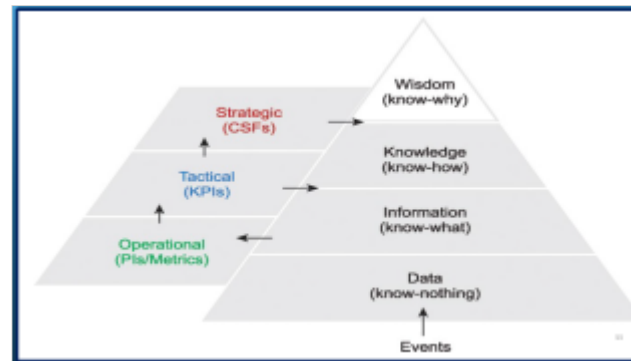 Wisdom
(know-why)
Strategic
(CSFs)
Knowledge
(know-how)
Tactical
(KPIs)
Information
(know-what)
Operational
(PIs/Metrics)
Data
(know-nothing)
Events